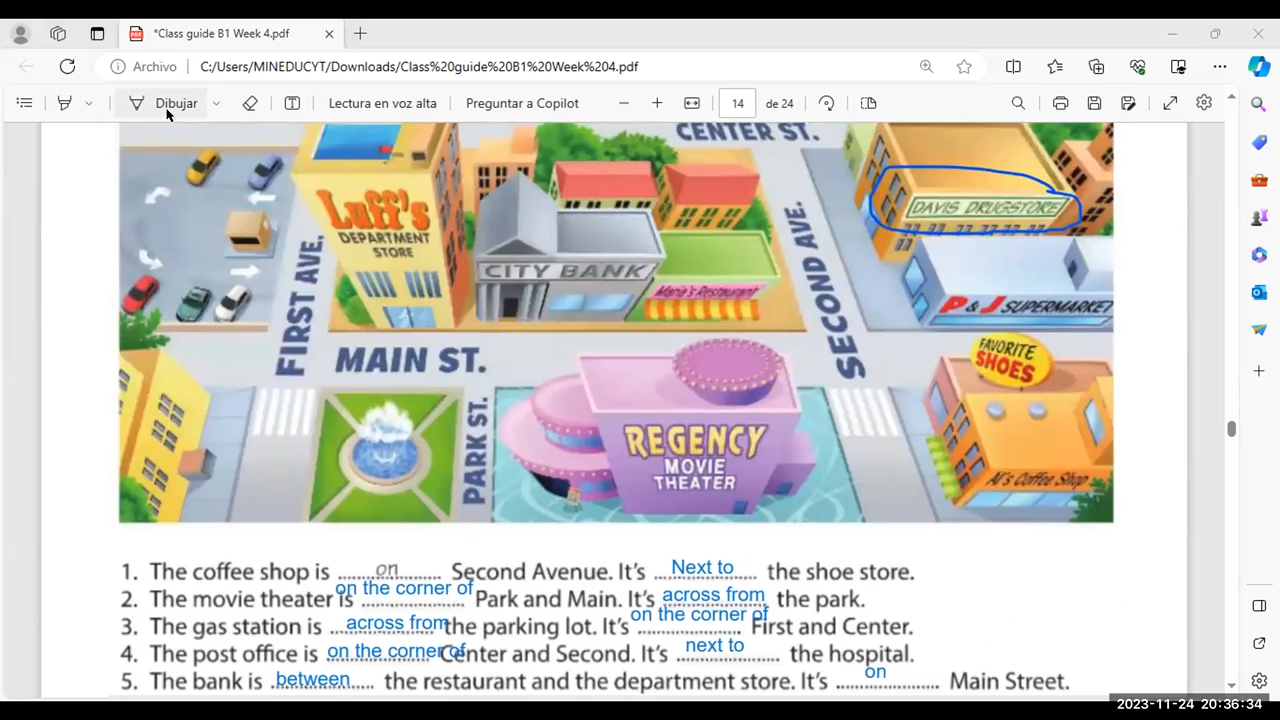 *Class guide B1 Week 4.pdf
Archivo C:/Users/MINEDUCYT/Downloads/Class%20guide%20B1%20Week%204.pdf
Dibujar Lectura en voz alta Preguntar a Copilot 14 de 24
CENTER ST.
Luff's
DEPARTMENT
STORE
CITY BANK
Maria's Restaurant
DAVIS DRUGSTORE
P & J SUPERMARKET
FIRST AVE.
SECOND AVE.
MAIN ST.
FAVORITE
SHOES
PARK ST.
REGENCY
MOVIE
THEATER
Al's Coffee Shop
1. The coffee shop is on Second Avenue. It's Next to the shoe store.
2. The movie theater is on the corner of Park and Main. It's across from the park.
3. The gas station is across from the parking lot. It's on the corner of First and Center.
4. The post office is on the corner of Center and Second. It's next to the hospital.
5. The bank is between the restaurant and the department store. It's on Main Street.
2023-11-24 20:36:34